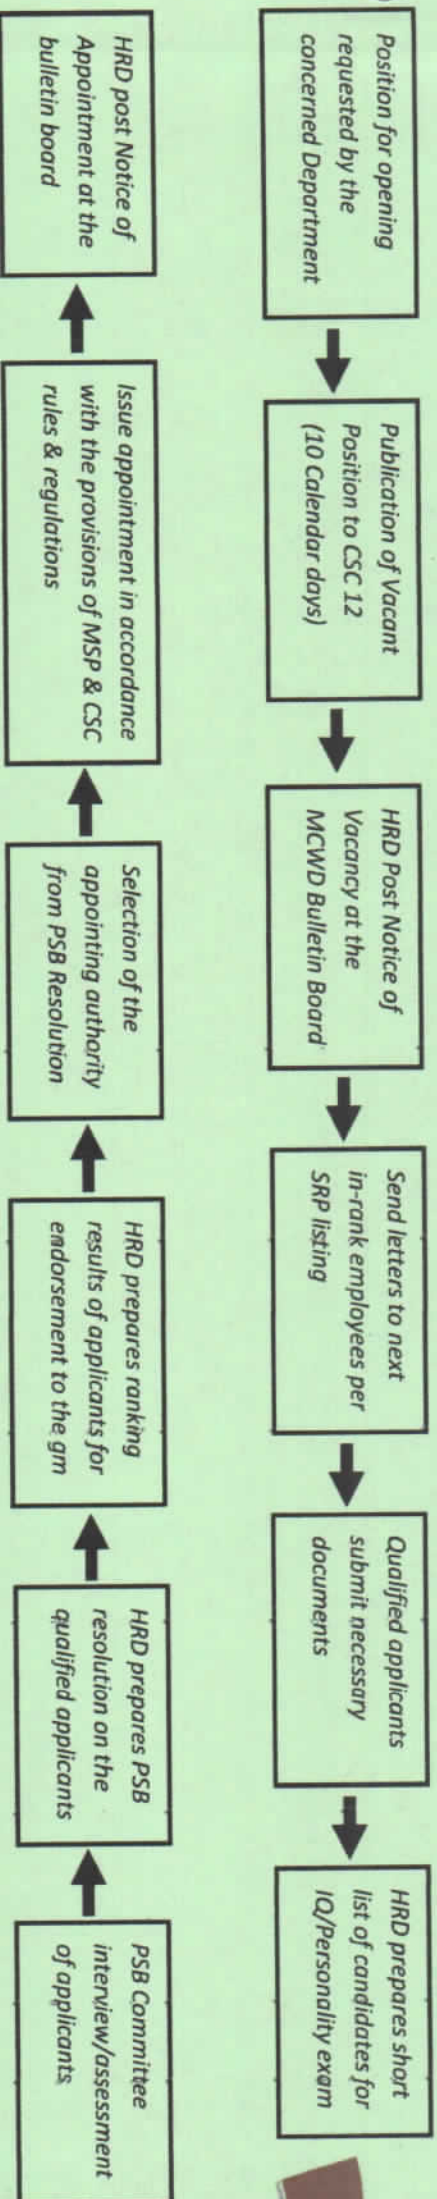 Position for opening
requested by the
concerned Department
Publication of Vacant
Position to CSC 12
(10 Calendar days)
HRD Post Notice of
Vacancy at the
MCWD Bulletin Board
Send letters to next
in-rank employees per
SRP listing
Qualified applicants
submit necessary
documents
HRD prepares short
list of candidates for
IQ/Personality exam
PSB Committee
interview/assessment
of applicants
HRD prepares PSB
resolution on the
qualified applicants
HRD prepares ranking
results of applicants for
endorsement to the gm
Selection of the
appointing authority
from PSB Resolution
Issue appointment in accordance
with the provisions of MSP & CSC
rules & regulations
HRD post Notice of
Appointment at the
bulletin board